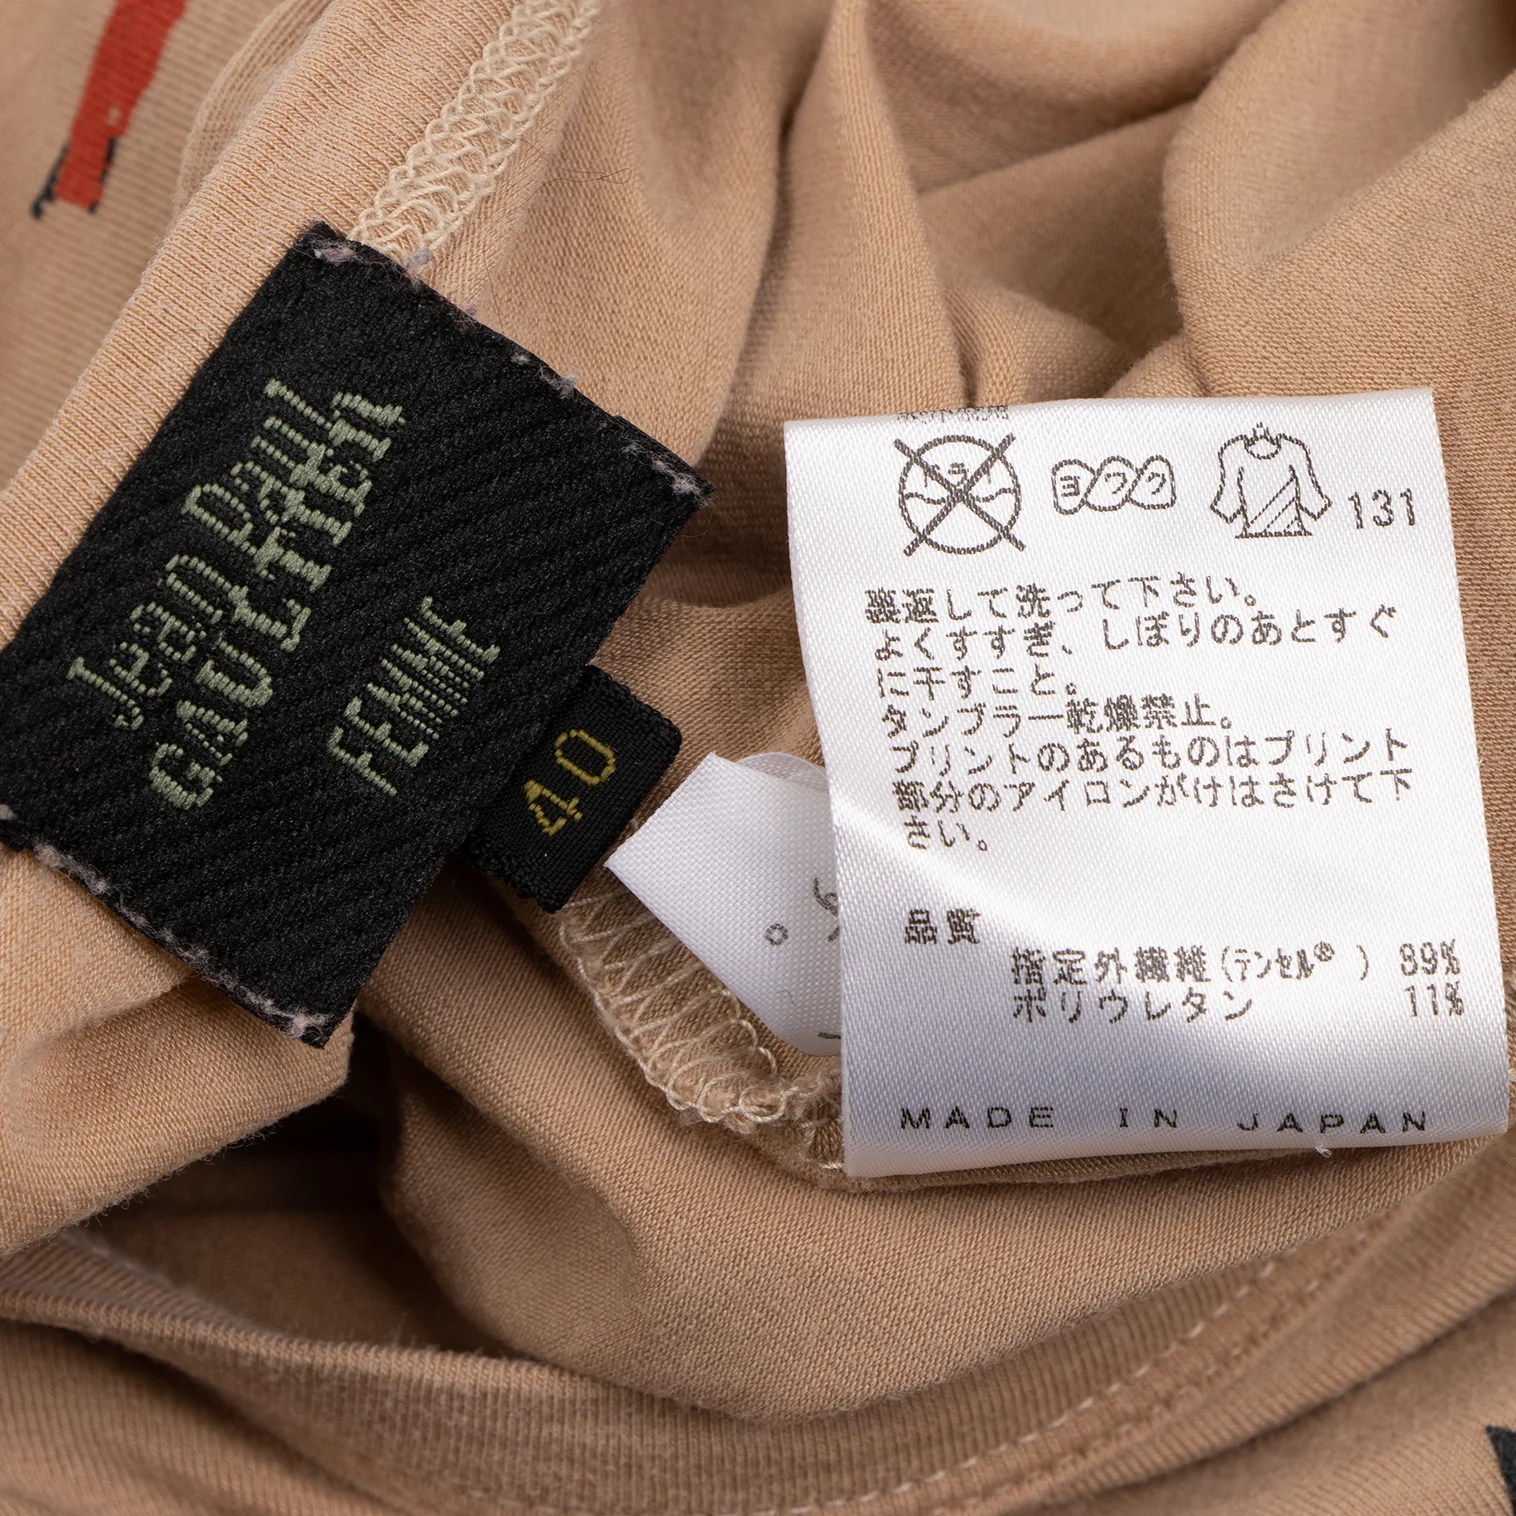 Jean Paul
GAULTIER
FEMME
40
ドライ
ヨワク
131
裏返して洗って下さい。
よくすすぎ、しぼりのあとすぐ
に干すこと。
タンブラー乾燥禁止。
プリントのあるものはプリント
部分のアイロンがけはさけて下
さい。
品質
指定外繊維(テンセル®) 89%
ポリウレタン 11%
MADE IN JAPAN